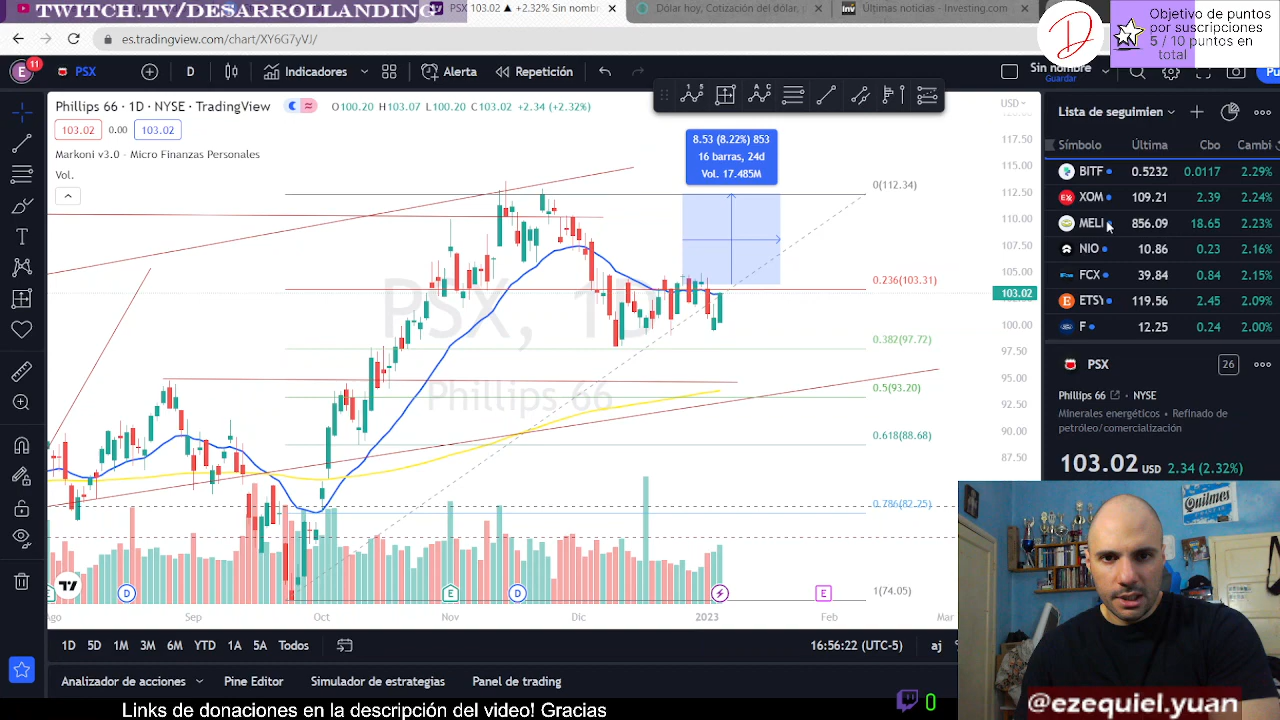 TWITCH.TV/DESARROLLANDING
PSX 103.02 ▲ +2.32% Sin nomb
Dólar hoy, Cotización del dólar, p
Inv
Últimas noticias - Investing.com
es.tradingview.com/chart/XY6G7yVJ/
Objetivo de puntos
por suscripciones
5 / 10 puntos en
total
E
11
PSX
D
Indicadores
Alerta
Repetición
Sin nombre
Guardar
Phillips 66 · 1D · NYSE · TradingView
O100.20 H103.07 L100.20 C103.02 +2.34 (+2.32%)
103.02
0.00
103.02
Markoni v3.0 - Micro Finanzas Personales
Vol.
8.53 (8.22%) 853
16 barras, 24d
Vol. 17.485M
PSX, 1D
Phillips 66
0(112.34)
0.236(103.31)
0.382(97.72)
0.5(93.20)
0.618(88.68)
0.786(82.25)
1(74.05)
USD
117.50
115.00
112.50
110.00
107.50
105.00
103.02
100.00
97.50
95.00
92.50
90.00
87.50
D
E
D
E
Sep
Oct
Nov
Dic
2023
Feb
Mar
1D 5D 1M 3M 6M YTD 1A 5A Todos
16:56:22 (UTC-5)
Analizador de acciones
Pine Editor
Simulador de estrategias
Panel de trading
Lista de seguimien
Símbolo Última Cbo Cambi
BITF 0.5232 0.0117 2.29%
XOM 109.21 2.39 2.24%
MELI 856.09 18.65 2.23%
NIO 10.86 0.23 2.16%
FCX 39.84 0.84 2.15%
ETSY 119.56 2.45 2.09%
F 12.25 0.24 2.00%
PSX
26
Phillips 66 · NYSE
Minerales energéticos · Refinado de
petróleo/comercialización
103.02 USD 2.34 (2.32%)
Quilmes
Links de donaciones en la descripción del video! Gracias
0
@ezequiel.yuan